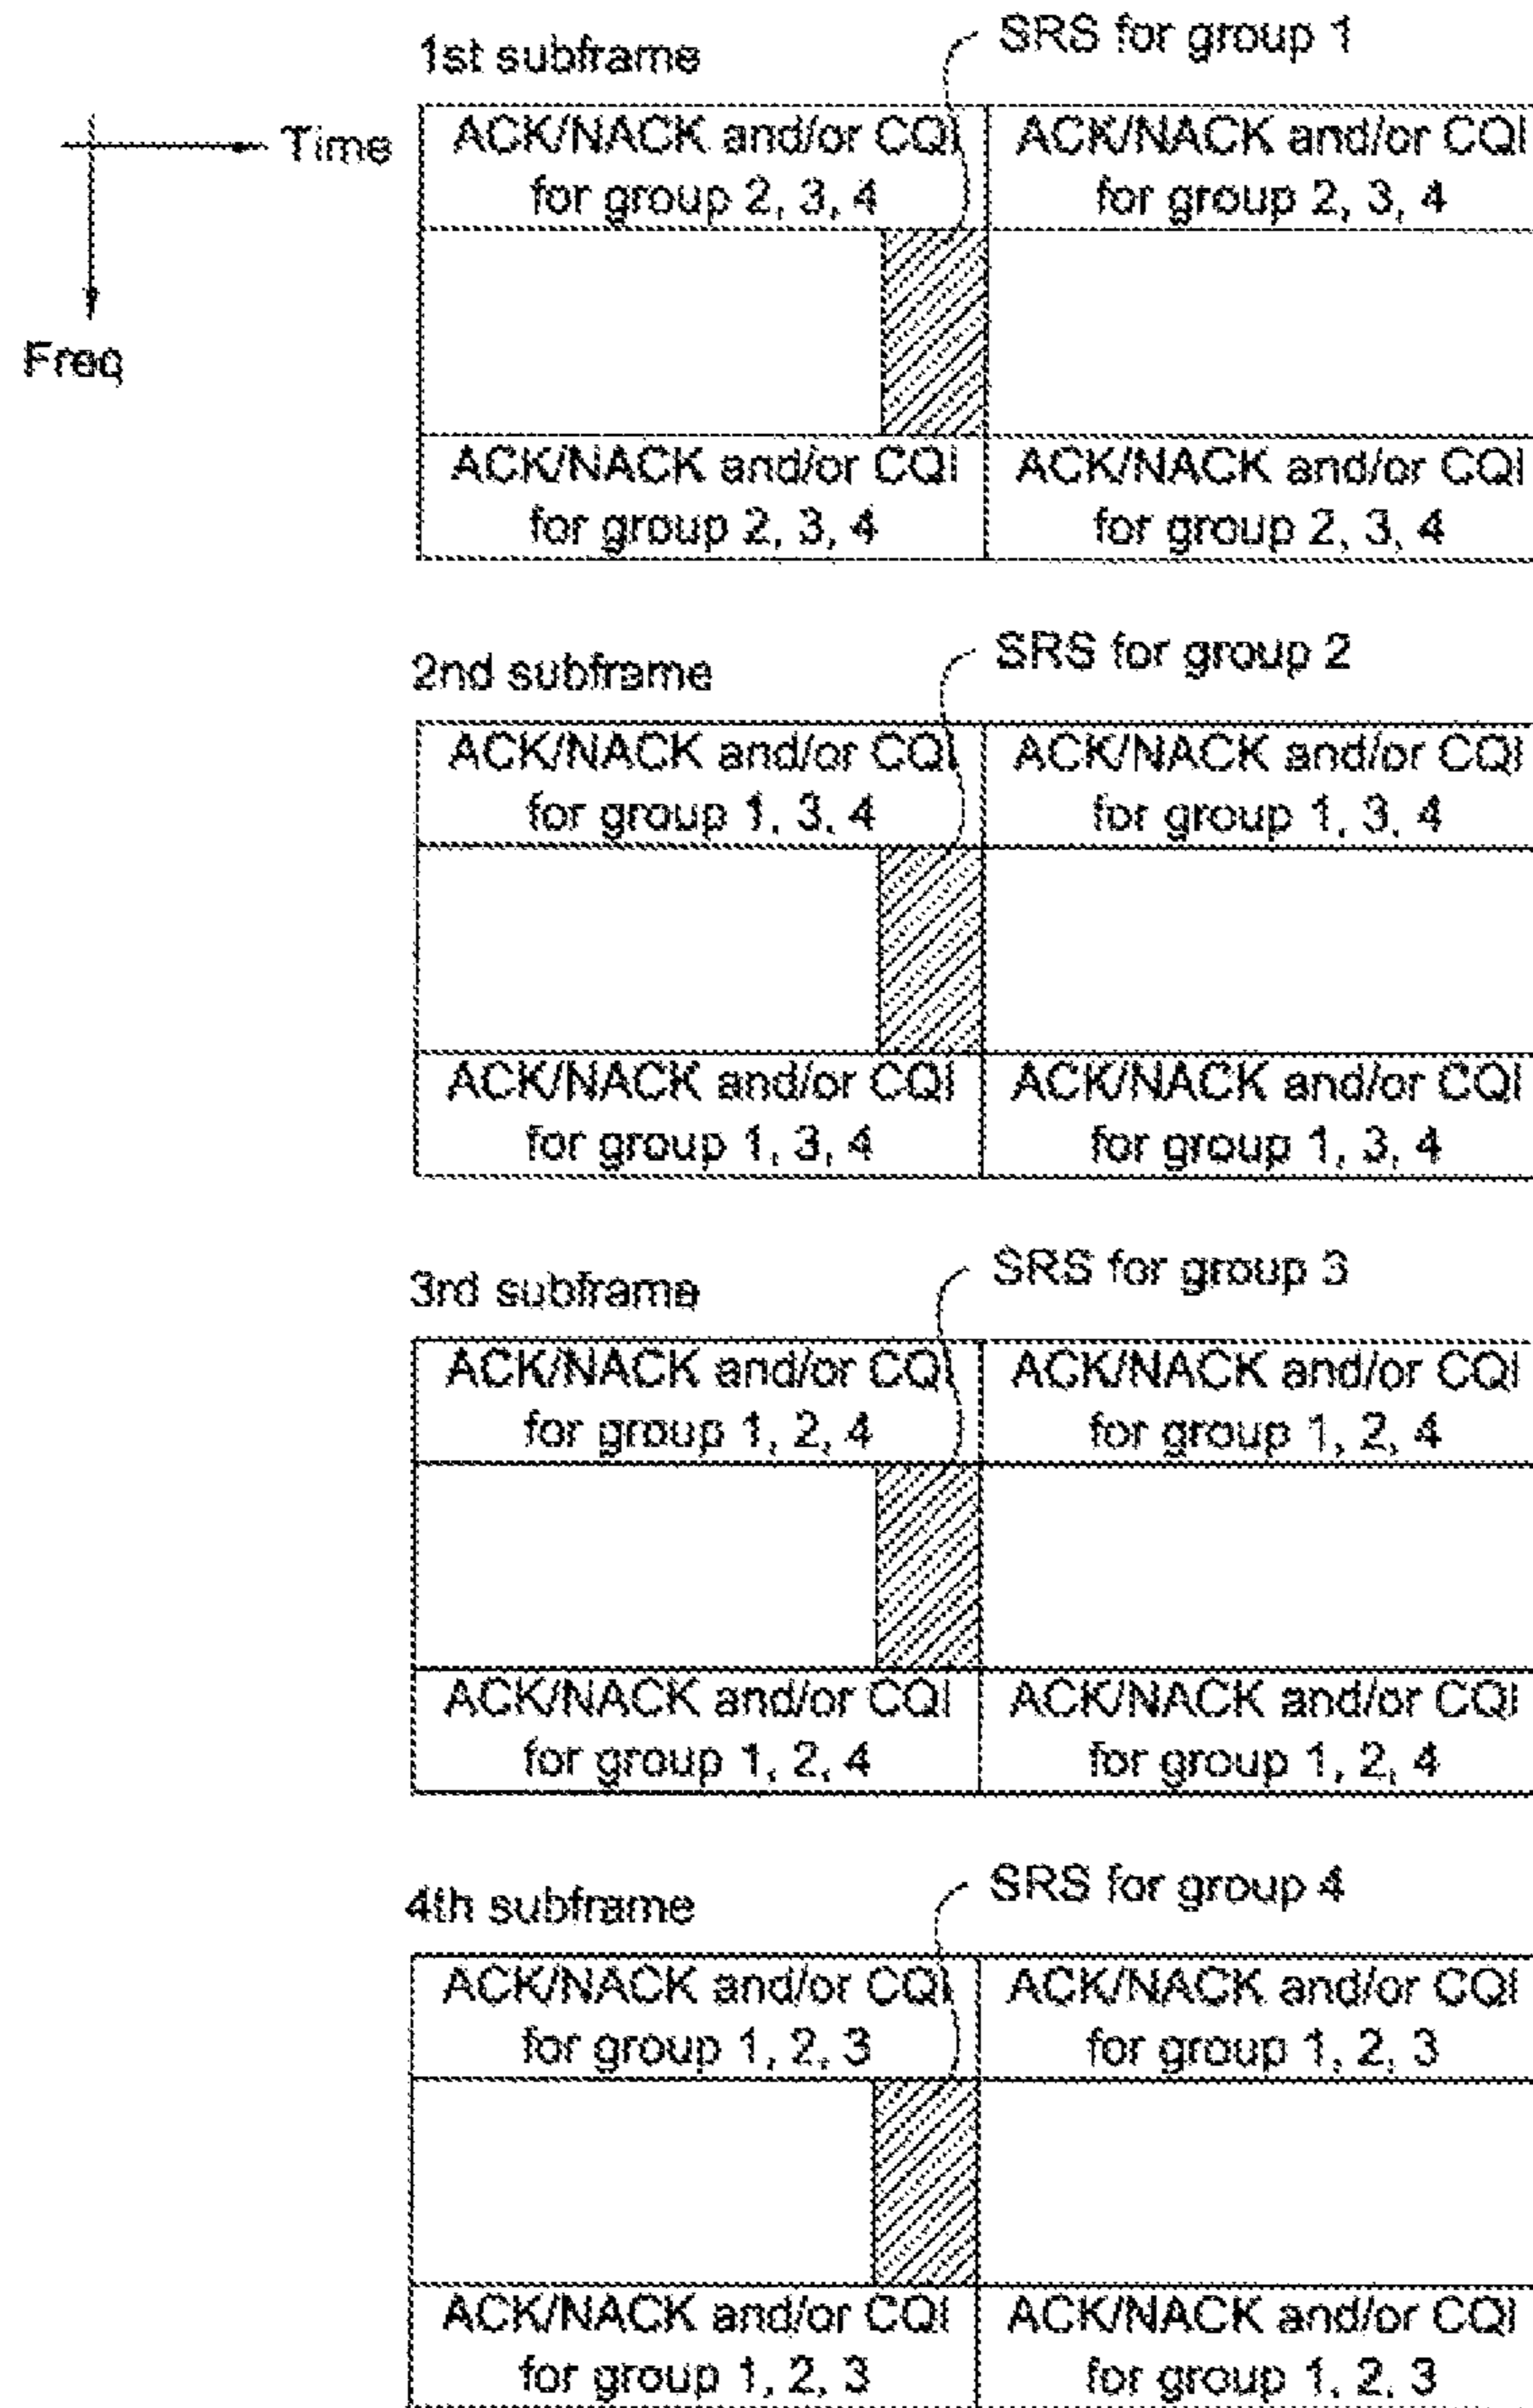 SRS for group 1
1st subframe
Time
Freq
ACK/NACK and/or CQI
for group 2, 3, 4
ACK/NACK and/or CQI
for group 2, 3, 4
ACK/NACK and/or CQI
for group 2, 3, 4
ACK/NACK and/or CQI
for group 2, 3, 4
SRS for group 2
2nd subframe
ACK/NACK and/or CQI
for group 1, 3, 4
ACK/NACK and/or CQI
for group 1, 3, 4
ACK/NACK and/or CQI
for group 1, 3, 4
ACK/NACK and/or CQI
for group 1, 3, 4
SRS for group 3
3rd subframe
ACK/NACK and/or CQI
for group 1, 2, 4
ACK/NACK and/or CQI
for group 1, 2, 4
ACK/NACK and/or CQI
for group 1, 2, 4
ACK/NACK and/or CQI
for group 1, 2, 4
SRS for group 4
4th subframe
ACK/NACK and/or CQI
for group 1, 2, 3
ACK/NACK and/or CQI
for group 1, 2, 3
ACK/NACK and/or CQI
for group 1, 2, 3
ACK/NACK and/or CQI
for group 1, 2, 3